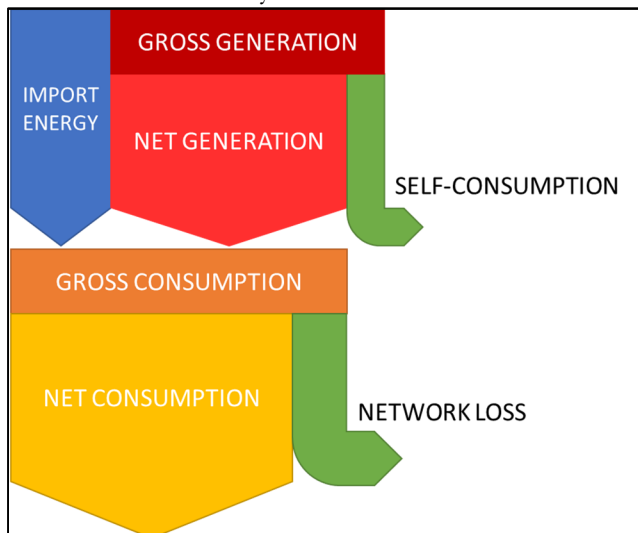 GROSS GENERATION
IMPORT
ENERGY
NET GENERATION
SELF-CONSUMPTION
GROSS CONSUMPTION
NET CONSUMPTION
NETWORK LOSS